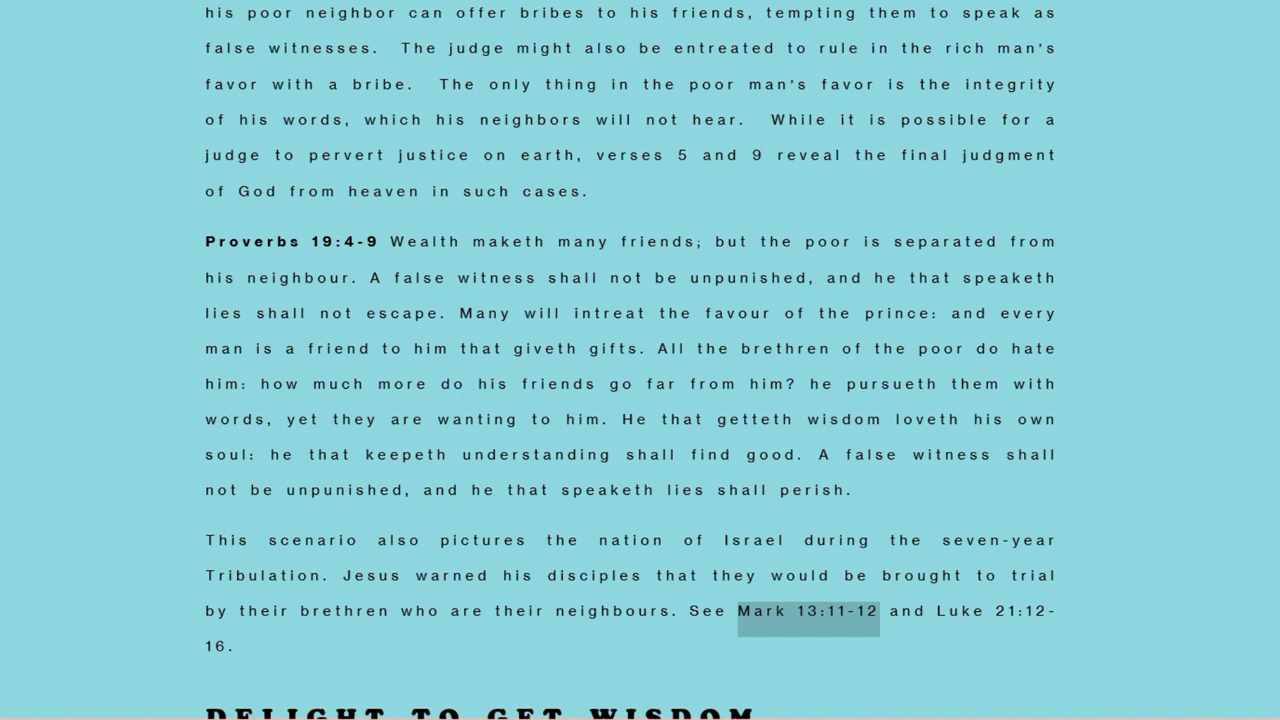 his poor neighbor can offer bribes to his friends, tempting them to speak as
false witnesses.  The judge might also be entreated to rule in the rich man's
favor with a bribe.  The only thing in the poor man's favor is the integrity
of his words, which his neighbors will not hear.  While it is possible for a
judge to pervert justice on earth, verses 5 and 9 reveal the final judgment
of God from heaven in such cases.
Proverbs 19:4-9 Wealth maketh many friends; but the poor is separated from
his neighbour. A false witness shall not be unpunished, and he that speaketh
lies shall not escape. Many will intreat the favour of the prince: and every
man is a friend to him that giveth gifts. All the brethren of the poor do hate
him: how much more do his friends go far from him? he pursueth them with
words, yet they are wanting to him. He that getteth wisdom loveth his own
soul: he that keepeth understanding shall find good. A false witness shall
not be unpunished, and he that speaketh lies shall perish.
This scenario also pictures the nation of Israel during the seven-year
Tribulation. Jesus warned his disciples that they would be brought to trial
by their brethren who are their neighbours. See Mark 13:11-12 and Luke 21:12-
16.
DELIGHT TO GET WISDOM